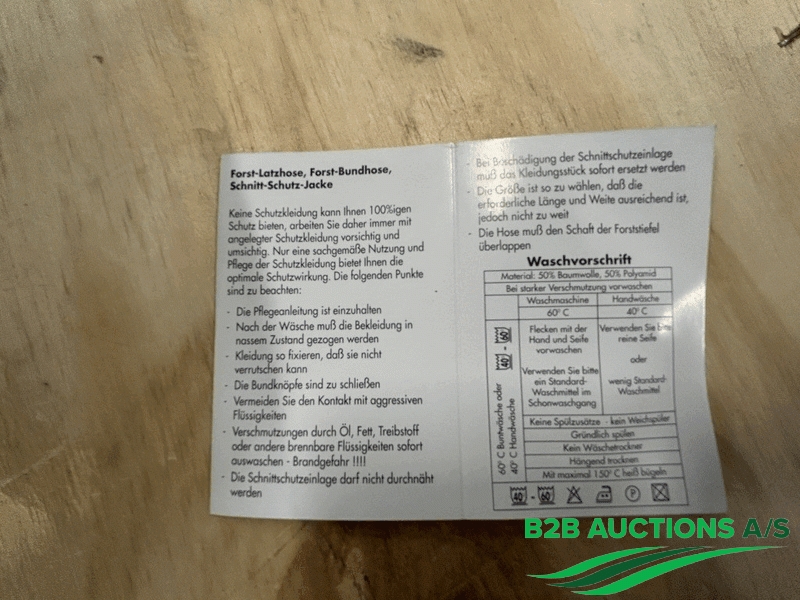 Forst-Latzhose, Forst-Bundhose,
Schnitt-Schutz-Jacke
Keine Schutzkleidung kann Ihnen 100%igen
Schutz bieten, arbeiten Sie daher immer mit
angelegter Schutzkleidung vorsichtig und
umsichtig. Nur eine sachgemäße Nutzung und
Pflege der Schutzkleidung bietet Ihnen die
optimale Schutzwirkung. Die folgenden Punkte
sind zu beachten:
- Die Pflegeanleitung ist einzuhalten
- Nach der Wäsche muß die Bekleidung in
nassem Zustand gezogen werden
- Kleidung so fixieren, daß sie nicht
verrutschen kann
- Die Bundknöpfe sind zu schließen
- Vermeiden Sie den Kontakt mit aggressiven
Flüssigkeiten
- Verschmutzungen durch Öl, Fett, Treibstoff
oder andere brennbare Flüssigkeiten sofort
auswaschen - Brandgefahr !!!!
- Die Schnittschutzeinlage darf nicht durchnäht
werden
- Bei Beschädigung der Schnittschutzeinlage
muß das Kleidungsstück sofort ersetzt werden
- Die Größe ist so zu wählen, daß die
erforderliche Länge und Weite ausreichend ist,
jedoch nicht zu weit
- Die Hose muß den Schaft der Forststiefel
überlappen
Waschvorschrift
Material: 50% Baumwolle, 50% Polyamid
Bei starker Verschmutzung vorwaschen
Waschmaschine Handwäsche
60° C 40° C
60° C Buntwäsche oder
40° C Handwäsche
40 - 60
Flecken mit der
Hand und Seife
vorwaschen
Verwenden Sie bitte
ein Standard-
Waschmittel im
Schonwaschgang
Verwenden Sie bitte
reine Seife
oder
wenig Standard-
Waschmittel
Keine Spülzusätze - kein Weichspüler
Gründlich spülen
Kein Wäschetrockner
Hängend trocknen
Mit maximal 150° C heiß bügeln
40 - 60 P
B2B AUCTIONS A/S